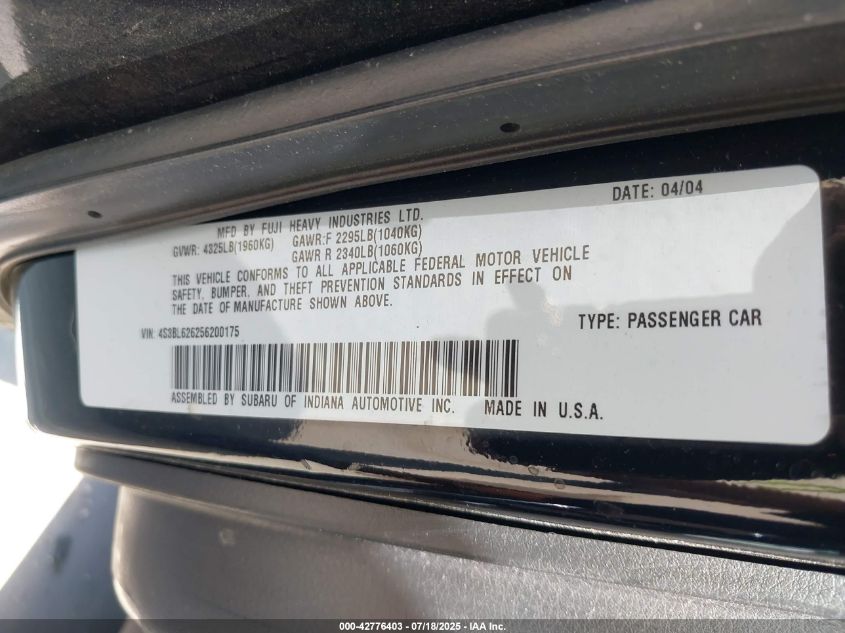 DATE: 04/04
MFD BY FUJI HEAVY INDUSTRIES LTD.
GVWR: 4325LB(1960KG) GAWR:F 2295LB(1040KG)
GAWR R 2340LB(1060KG)
THIS VEHICLE CONFORMS TO ALL APPLICABLE FEDERAL MOTOR VEHICLE
SAFETY, BUMPER, AND THEFT PREVENTION STANDARDS IN EFFECT ON
THE DATE OF MANUFACTURE SHOWN ABOVE.
VIN: 4S3BL626256200175 TYPE: PASSENGER CAR
ASSEMBLED BY SUBARU OF INDIANA AUTOMOTIVE INC. MADE IN U.S.A.
000-42776403 - 07/18/2025 - IAA Inc.